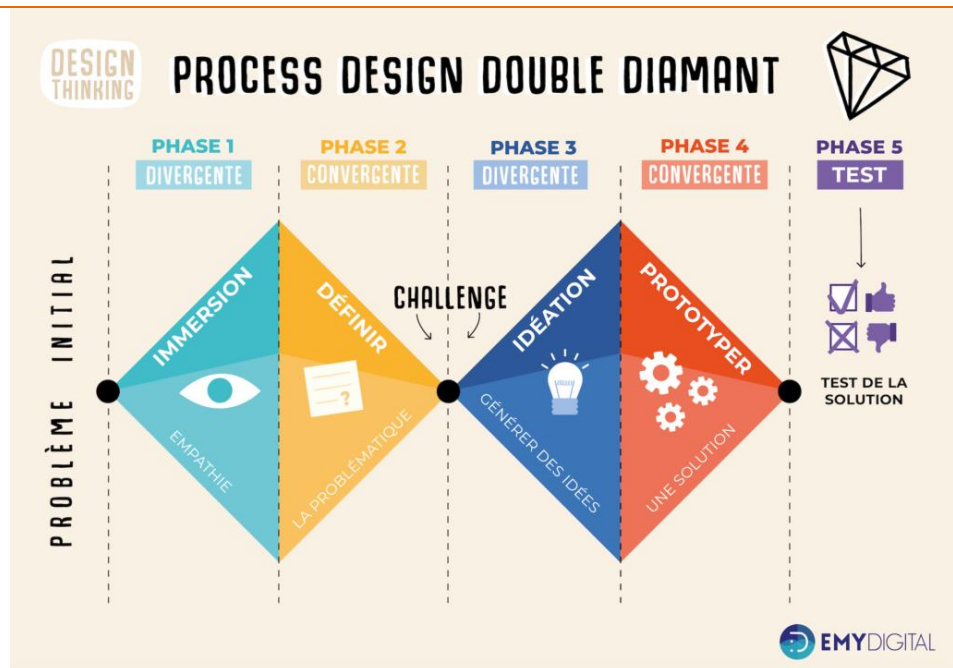 DESIGN
THINKING
PROCESS DESIGN DOUBLE DIAMANT
PHASE 1
DIVERGENTE
PHASE 2
CONVERGENTE
PHASE 3
DIVERGENTE
PHASE 4
CONVERGENTE
PHASE 5
TEST
PROBLÈME INITIAL
IMMERSION
EMPATHIE
DÉFINIR
?
LA PROBLÉMATIQUE
CHALLENGE
IDÉATION
GÉNÉRER DES IDÉES
PROTOTYPER
UNE SOLUTION
TEST DE LA
SOLUTION
EMYDIGITAL